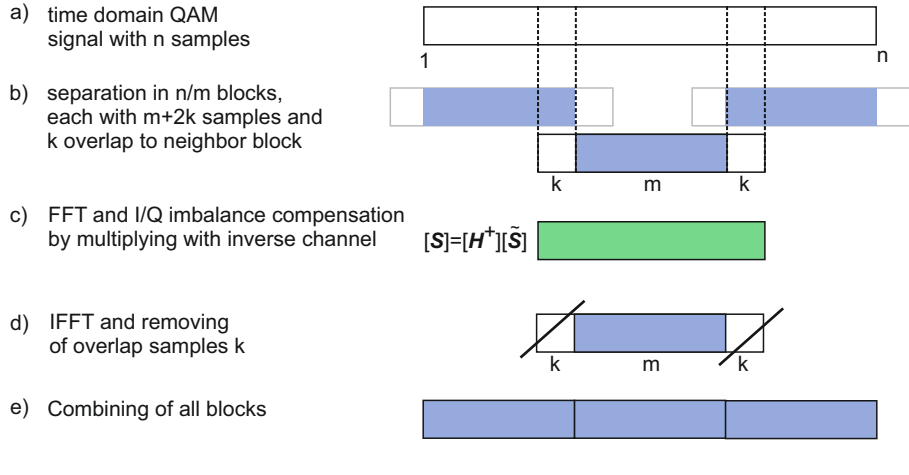 a) time domain QAM
signal with n samples
1
n
b) separation in n/m blocks,
each with m+2k samples and
k overlap to neighbor block
k m k
c) FFT and I/Q imbalance compensation
by multiplying with inverse channel
[S]=[H⁺][S̃]
d) IFFT and removing
of overlap samples k
k m k
e) Combining of all blocks